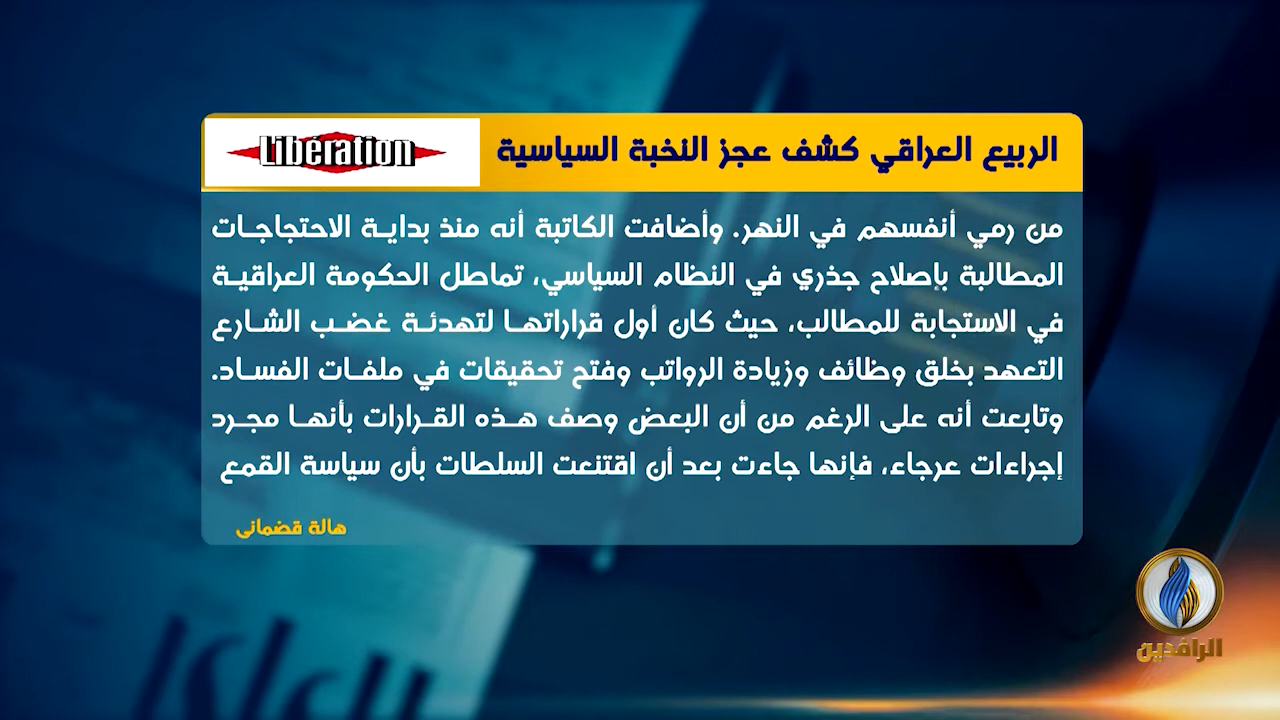 الربيع العراقي كشف عجز النخبة السياسية
Libération
من رمي أنفسهم في النهر. وأضافت الكاتبة أنه منذ بداية الاحتجاجات
المطالبة بإصلاح جذري في النظام السياسي، تماطل الحكومة العراقية
في الاستجابة للمطالب، حيث كان أول قراراتها لتهدئة غضب الشارع
التعهد بخلق وظائف وزيادة الرواتب وفتح تحقيقات في ملفات الفساد.
وتابعت أنه على الرغم من أن البعض وصف هذه القرارات بأنها مجرد
إجراءات عرجاء، فإنها جاءت بعد أن اقتنعت السلطات بأن سياسة القمع
هالة قضمانى
الرافدين